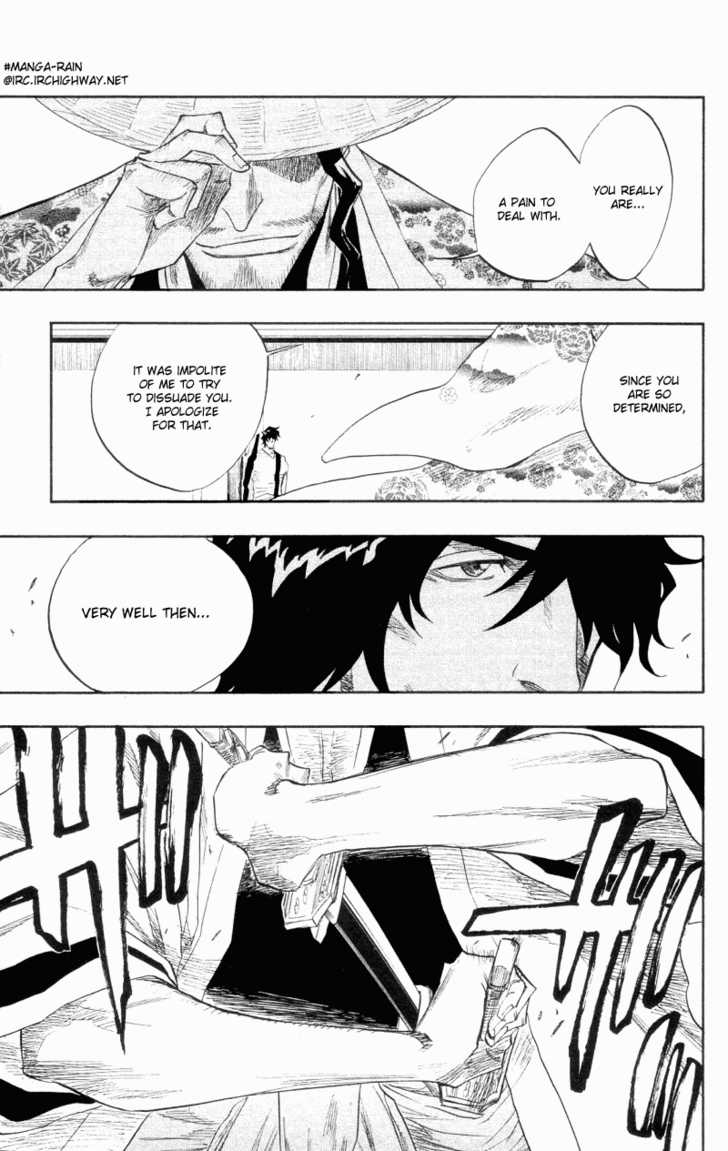 #MANGA-RAIN
@IRC.IRCHIGHWAY.NET
YOU REALLY
ARE...
A PAIN TO
DEAL WITH.
SINCE YOU
ARE SO
DETERMINED,
IT WAS IMPOLITE
OF ME TO TRY
TO DISSUADE YOU.
I APOLOGIZE
FOR THAT.
VERY WELL THEN...